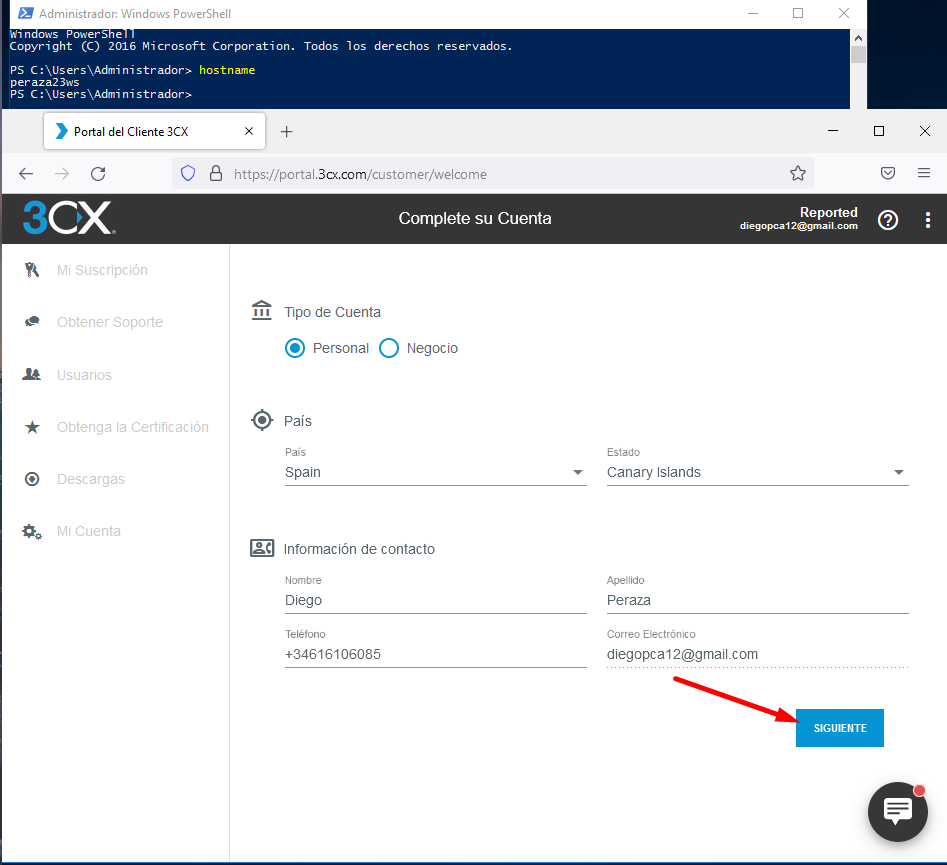 Administrador: Windows PowerShell
Windows PowerShell
Copyright (C) 2016 Microsoft Corporation. Todos los derechos reservados.
PS C:\Users\Administrador> hostname
peraza23ws
PS C:\Users\Administrador>
Portal del Cliente 3CX
https://portal.3cx.com/customer/welcome
3CX
Complete su Cuenta
Reported
diegopca12@gmail.com
Mi Suscripción
Obtener Soporte
Usuarios
Obtenga la Certificación
Descargas
Mi Cuenta
Tipo de Cuenta
Personal Negocio
País
País Estado
Spain Canary Islands
Información de contacto
Nombre Apellido
Diego Peraza
Teléfono Correo Electrónico
+34616106085 diegopca12@gmail.com
SIGUIENTE